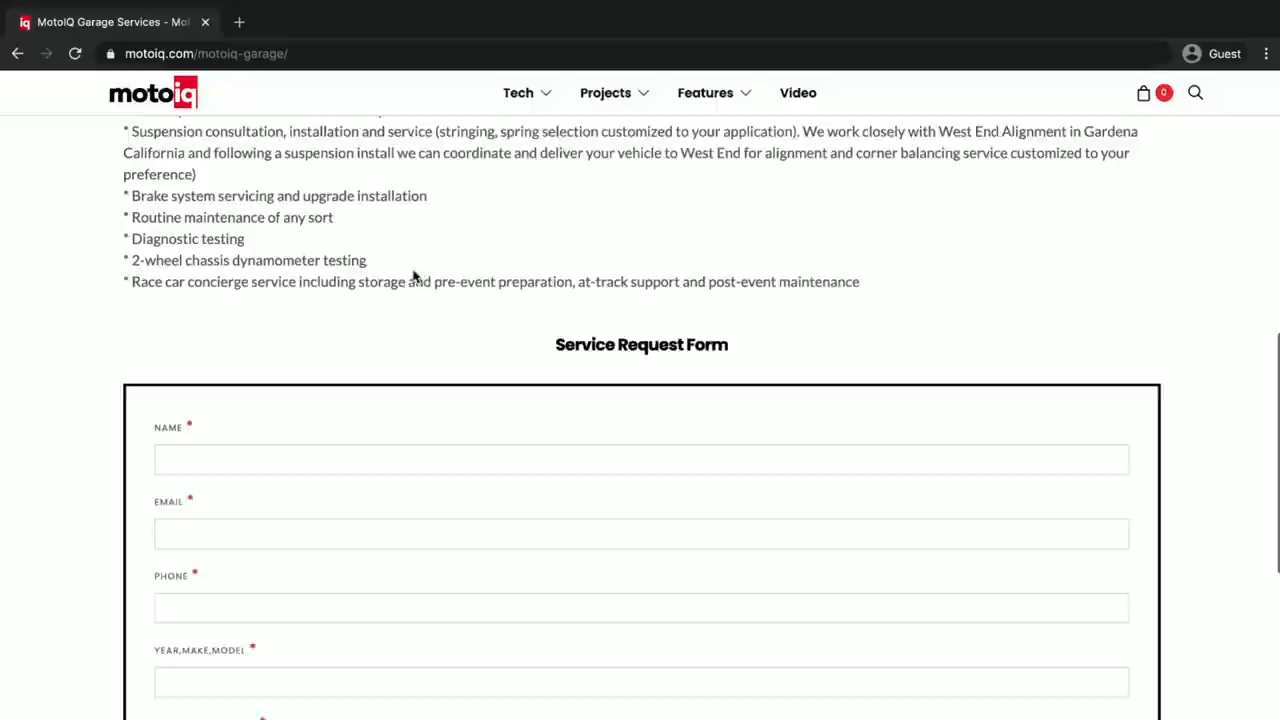 MotoIQ Garage Services - Mo
motoiq.com/motoiq-garage/
Guest
motoiq
Tech
Projects
Features
Video
0
* Suspension consultation, installation and service (stringing, spring selection customized to your application). We work closely with West End Alignment in Gardena
California and following a suspension install we can coordinate and deliver your vehicle to West End for alignment and corner balancing service customized to your
preference)
* Brake system servicing and upgrade installation
* Routine maintenance of any sort
* Diagnostic testing
* 2-wheel chassis dynamometer testing
* Race car concierge service including storage and pre-event preparation, at-track support and post-event maintenance
Service Request Form
NAME *
EMAIL *
PHONE *
YEAR,MAKE,MODEL *